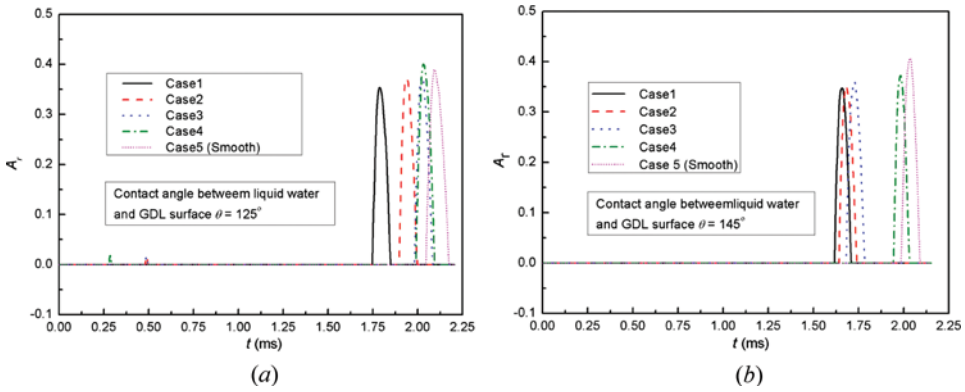 0.5
0.4
0.3
0.2
0.1
0.0
-0.1
A_r
Case1
Case2
Case3
Case4
Case5 (Smooth)
Contact angle betweem liquid water
and GDL surface θ = 125°
0.00 0.25 0.50 0.75 1.00 1.25 1.50 1.75 2.00 2.25
t (ms)
(a)
0.5
0.4
0.3
0.2
0.1
0.0
-0.1
A_r
Case1
Case2
Case3
Case4
Case 5 (Smooth)
Contact angle betweemliquid water
and GDL surface θ = 145°
0.00 0.25 0.50 0.75 1.00 1.25 1.50 1.75 2.00 2.25
t (ms)
(b)